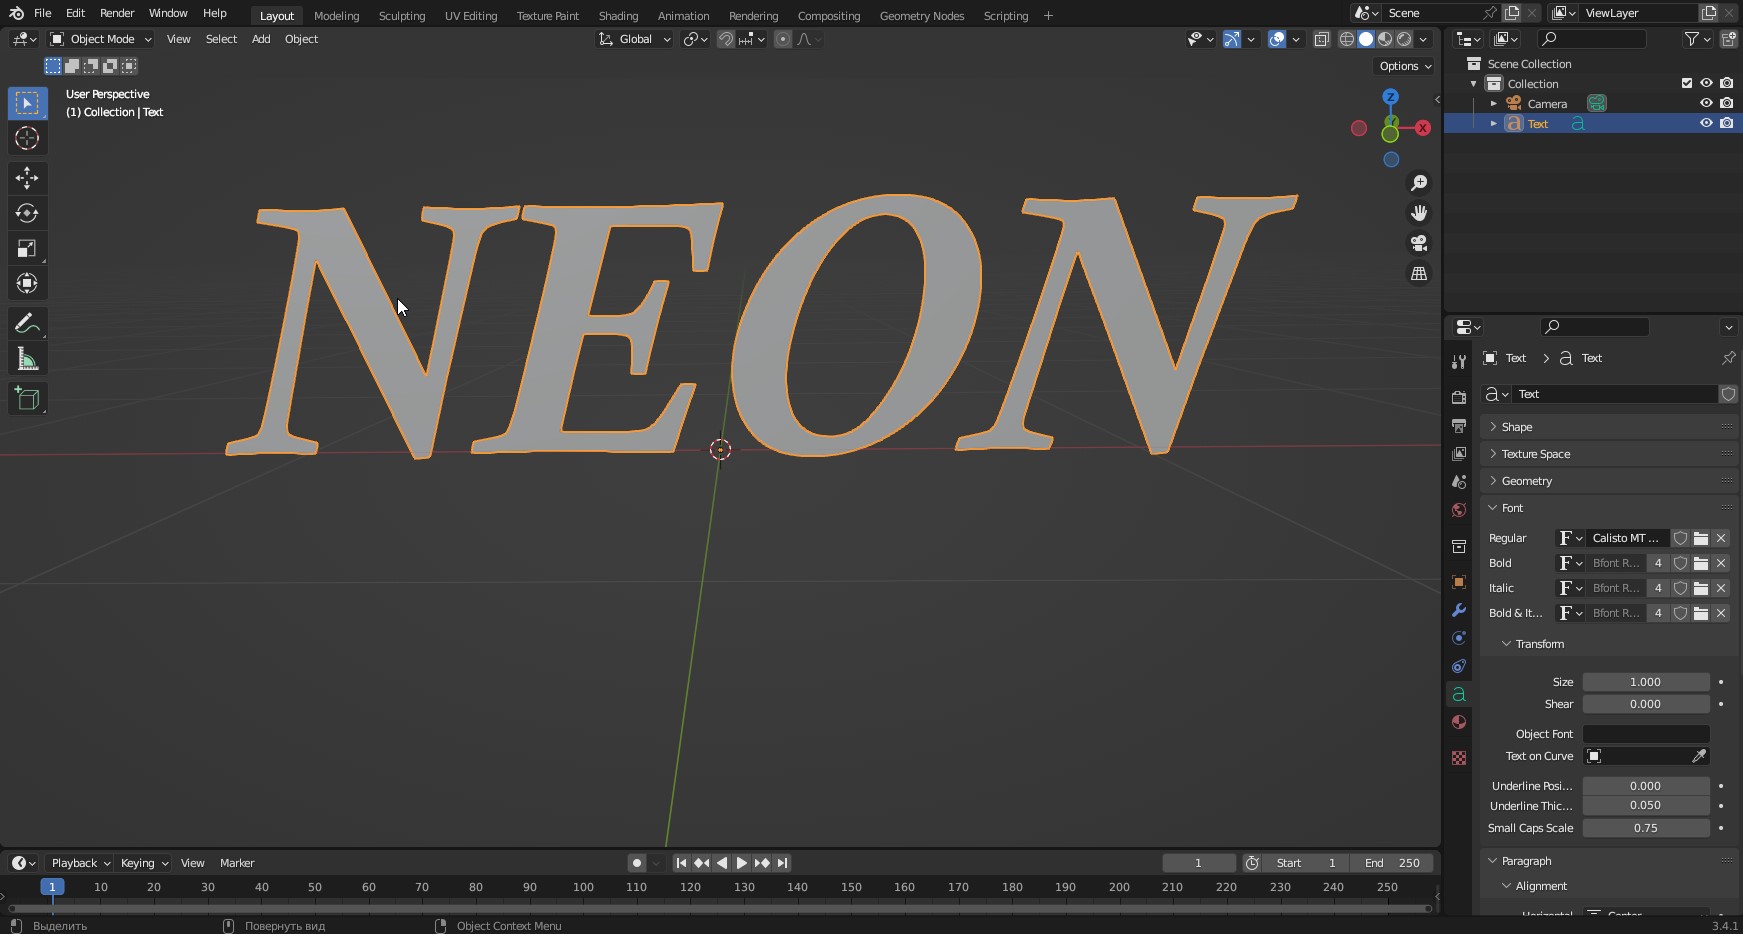 File Edit Render Window Help Layout Modeling Sculpting UV Editing Texture Paint Shading Animation Rendering Compositing Geometry Nodes Scripting + Scene ViewLayer
Object Mode View Select Add Object Global
Options
User Perspective
(1) Collection | Text
Z
Y
X
NEON
Scene Collection
Collection
Camera
Text
Text > Text
Text
Shape
Texture Space
Geometry
Font
Regular F Calisto MT ...
Bold F Bfont R... 4
Italic F Bfont R... 4
Bold & It... F Bfont R... 4
Transform
Size 1.000
Shear 0.000
Object Font
Text on Curve
Underline Posi... 0.000
Underline Thic... 0.050
Small Caps Scale 0.75
Paragraph
Alignment
Horizontal Center
Playback Keying View Marker 1 Start 1 End 250
1 10 20 30 40 50 60 70 80 90 100 110 120 130 140 150 160 170 180 190 200 210 220 230 240 250
Выделить Повернуть вид Object Context Menu 3.4.1